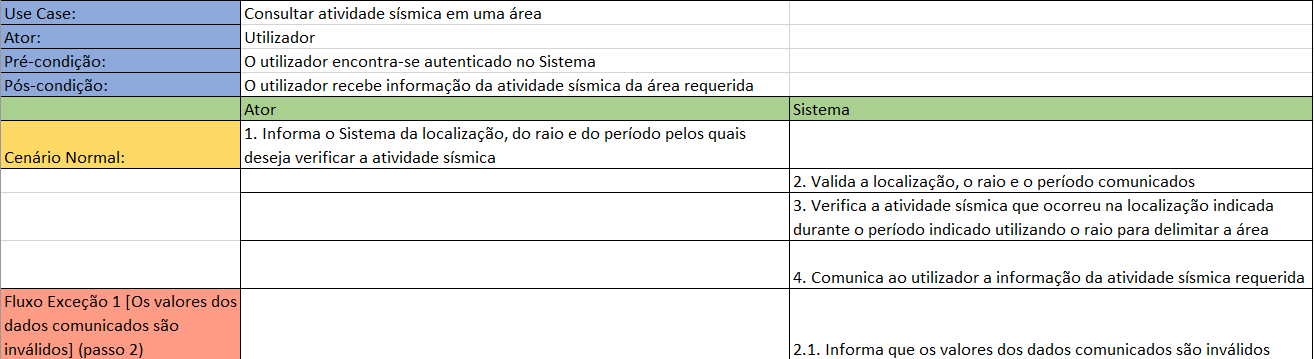 Use Case: Consultar atividade sísmica em uma área
Ator: Utilizador
Pré-condição: O utilizador encontra-se autenticado no Sistema
Pós-condição: O utilizador recebe informação da atividade sísmica da área requerida
Ator Sistema
Cenário Normal:
1. Informa o Sistema da localização, do raio e do período pelos quais
deseja verificar a atividade sísmica
2. Valida a localização, o raio e o período comunicados
3. Verifica a atividade sísmica que ocorreu na localização indicada
durante o período indicado utilizando o raio para delimitar a área
4. Comunica ao utilizador a informação da atividade sísmica requerida
Fluxo Exceção 1 [Os valores dos
dados comunicados são
inválidos] (passo 2)
2.1. Informa que os valores dos dados comunicados são inválidos